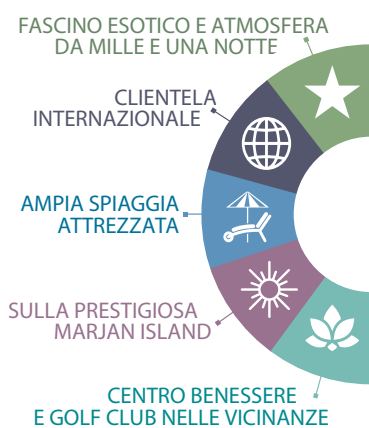 FASCINO ESOTICO E ATMOSFERA
DA MILLE E UNA NOTTE
CLIENTELA
INTERNAZIONALE
AMPIA SPIAGGIA
ATTREZZATA
SULLA PRESTIGIOSA
MARJAN ISLAND
CENTRO BENESSERE
E GOLF CLUB NELLE VICINANZE